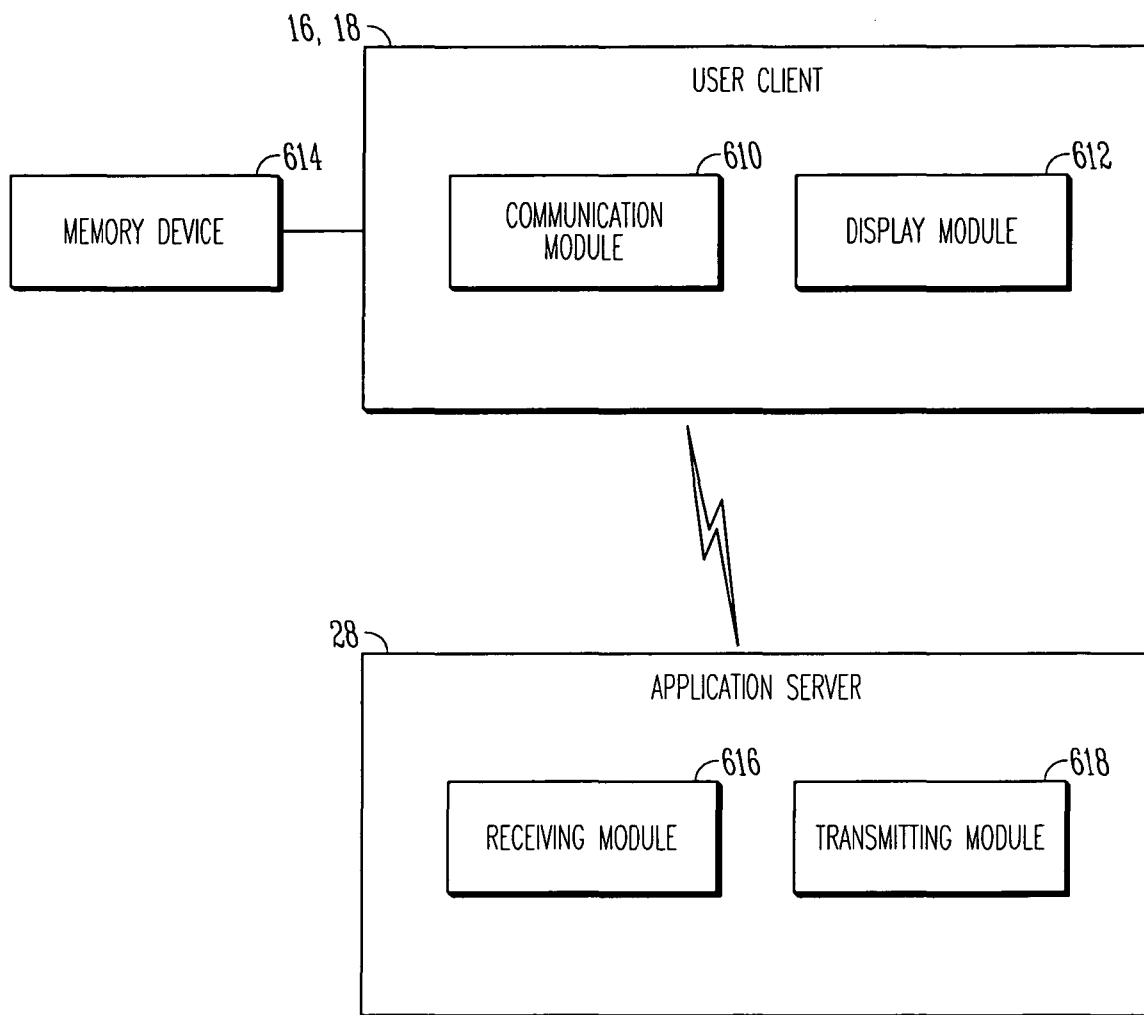 16, 18
USER CLIENT
614
610
612
MEMORY DEVICE
COMMUNICATION
MODULE
DISPLAY MODULE
28
APPLICATION SERVER
616
618
RECEIVING MODULE
TRANSMITTING MODULE